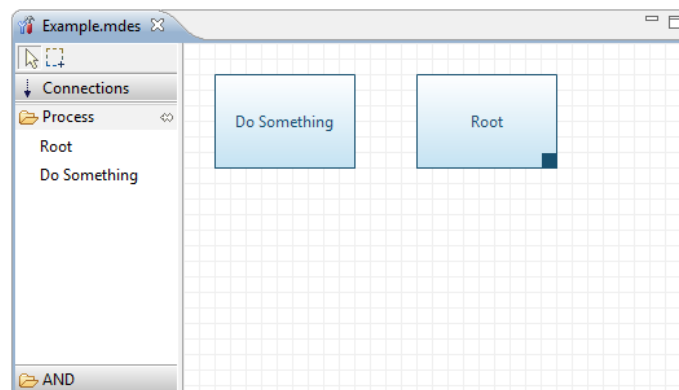 Example.mdes
Connections
Process
Root
Do Something
AND
Do Something
Root